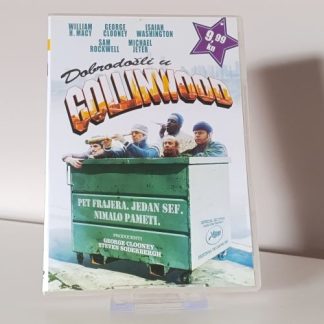 WILLIAM H. MACY
GEORGE CLOONEY
ISAIAH WASHINGTON
SAM ROCKWELL
MICHAEL JETER
9,99 kn
Dobrodošli u
COLLINWOOD
PET FRAJERA. JEDAN SEF.
NIMALO PAMETI.
PRODUCENTI
GEORGE CLOONEY
STEVEN SODERBERGH